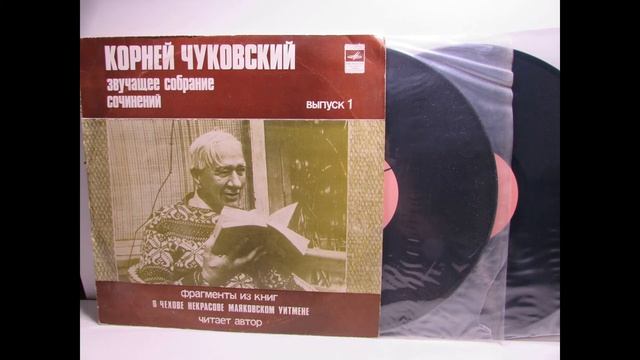 КОРНЕЙ ЧУКОВСКИЙ
звучащее собрание
сочинений
выпуск 1
фрагменты из книг
О ЧЕХОВЕ НЕКРАСОВЕ МАЯКОВСКОМ УИТМЕНЕ
читает автор